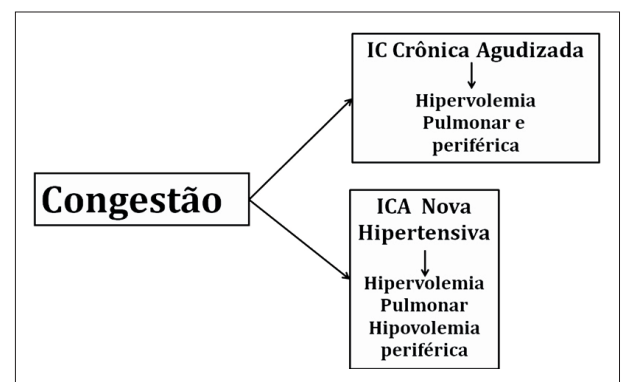 IC Crônica Agudizada
Hipervolemia
Pulmonar e
periférica
Congestão
ICA Nova
Hipertensiva
Hipervolemia
Pulmonar
Hipovolemia
periférica